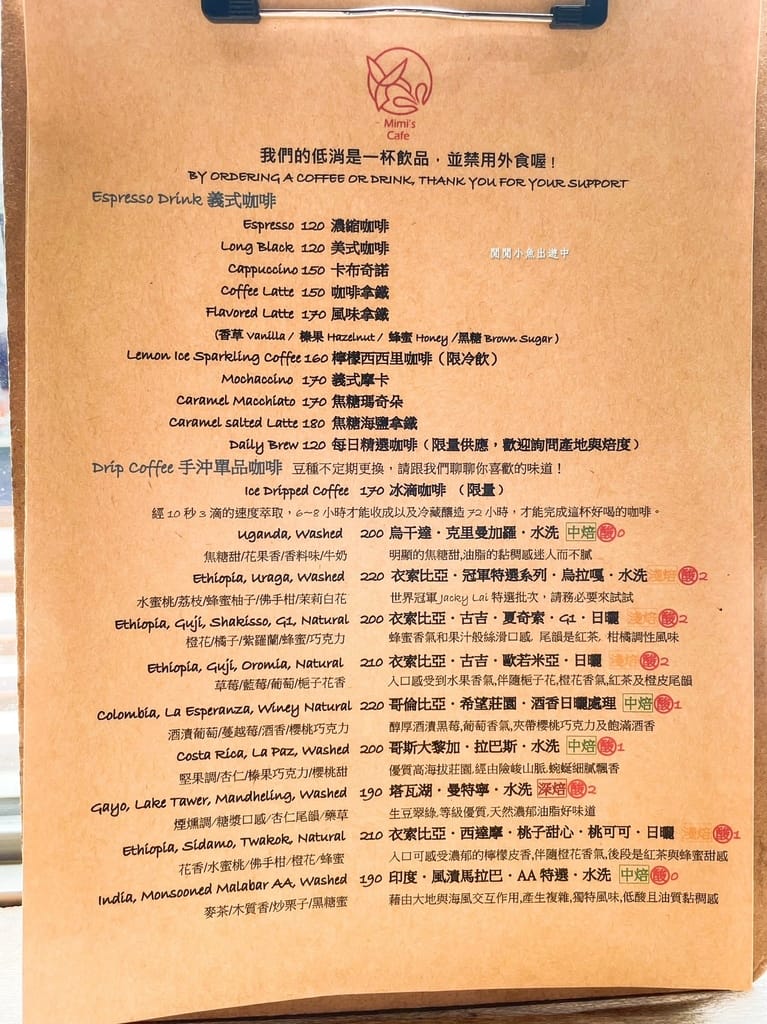 Mimi's
Cafe
我們的低消是一杯飲品．並禁用外食喔！
BY ORDERING A COFFEE OR DRINK, THANK YOU FOR YOUR SUPPORT
Espresso Drink 義式咖啡
Espresso 120 濃縮咖啡
Long Black 120 美式咖啡
閒閒小魚出遊中
Cappuccino 150 卡布奇諾
Coffee Latte 150 咖啡拿鐵
Flavored Latte 170 風味拿鐵
(香草 Vanilla / 榛果 Hazelnut / 蜂蜜 Honey /黑糖 Brown Sugar )
Lemon Ice Sparkling Coffee 160 檸檬西西里咖啡（限冷飲）
Mochaccino 170 義式摩卡
Caramel Macchiato 170 焦糖瑪奇朵
Caramel salted Latte 180 焦糖海鹽拿鐵
Daily Brew 120 每日精選咖啡（限量供應，歡迎詢問產地與焙度）
Drip Coffee 手沖單品咖啡 豆種不定期更換，請跟我們聊聊你喜歡的味道！
Ice Dripped Coffee 170 冰滴咖啡 （限量）
經 10 秒 3 滴的速度萃取，6~8 小時才能收成以及冷藏釀造 72 小時，才能完成這杯好喝的咖啡。
Uganda, Washed 200 烏干達．克里曼加羅．水洗 中焙 酸0
焦糖甜/花果香/香料味/牛奶 明顯的焦糖甜,油脂的黏稠感迷人而不膩
Ethiopia, Uraga, Washed 220 衣索比亞．冠軍特選系列．烏拉嘎．水洗 淺焙 酸2
水蜜桃/荔枝/蜂蜜柚子/佛手柑/茉莉白花 世界冠軍 Jacky Lai 特選批次，請務必要來試試
Ethiopia, Guji, Shakisso, G1, Natural 200 衣索比亞．古吉．夏奇索．G1．日曬 淺焙 酸2
橙花/橘子/紫羅蘭/蜂蜜/巧克力 蜂蜜香氣和果汁般絲滑口感. 尾韻是紅茶. 柑橘調性風味
Ethiopia, Guji, Oromia, Natural 210 衣索比亞．古吉．歐若米亞．日曬 淺焙 酸2
草莓/藍莓/葡萄/梔子花香 入口感受到水果香氣,伴隨梔子花,橙花香氣,紅茶及橙皮尾韻
Colombia, La Esperanza, Winey Natural 220 哥倫比亞．希望莊園．酒香日曬處理 中焙 酸1
酒漬葡萄/蔓越莓/酒香/櫻桃巧克力 醇厚酒漬黑莓,葡萄香氣,夾帶櫻桃巧克力及飽滿酒香
Costa Rica, La Paz, Washed 200 哥斯大黎加．拉巴斯．水洗 中焙 酸1
堅果調/杏仁/榛果巧克力/櫻桃甜 優質高海拔莊園.經由險峻山脈.蜿蜒細膩飄香
Gayo, Lake Tawer, Mandheling, Washed 190 塔瓦湖．曼特寧．水洗 深焙 酸2
煙燻調/糖漿口感/杏仁尾韻/藥草 生豆翠綠.等級優質,天然濃郁油脂好味道
Ethiopia, Sidamo, Twakok, Natural 210 衣索比亞．西達摩．桃子甜心．桃可可．日曬 淺焙 酸1
花香/水蜜桃/佛手柑/橙花/蜂蜜 入口可感受濃郁的檸檬皮香,伴隨橙花香氣,後段是紅茶與蜂蜜甜感
India, Monsooned Malabar AA, Washed 190 印度．風漬馬拉巴．AA 特選．水洗 中焙 酸0
麥茶/木質香/炒栗子/黑糖蜜 藉由大地與海風交互作用,產生複雜,獨特風味,低酸且油質黏稠感